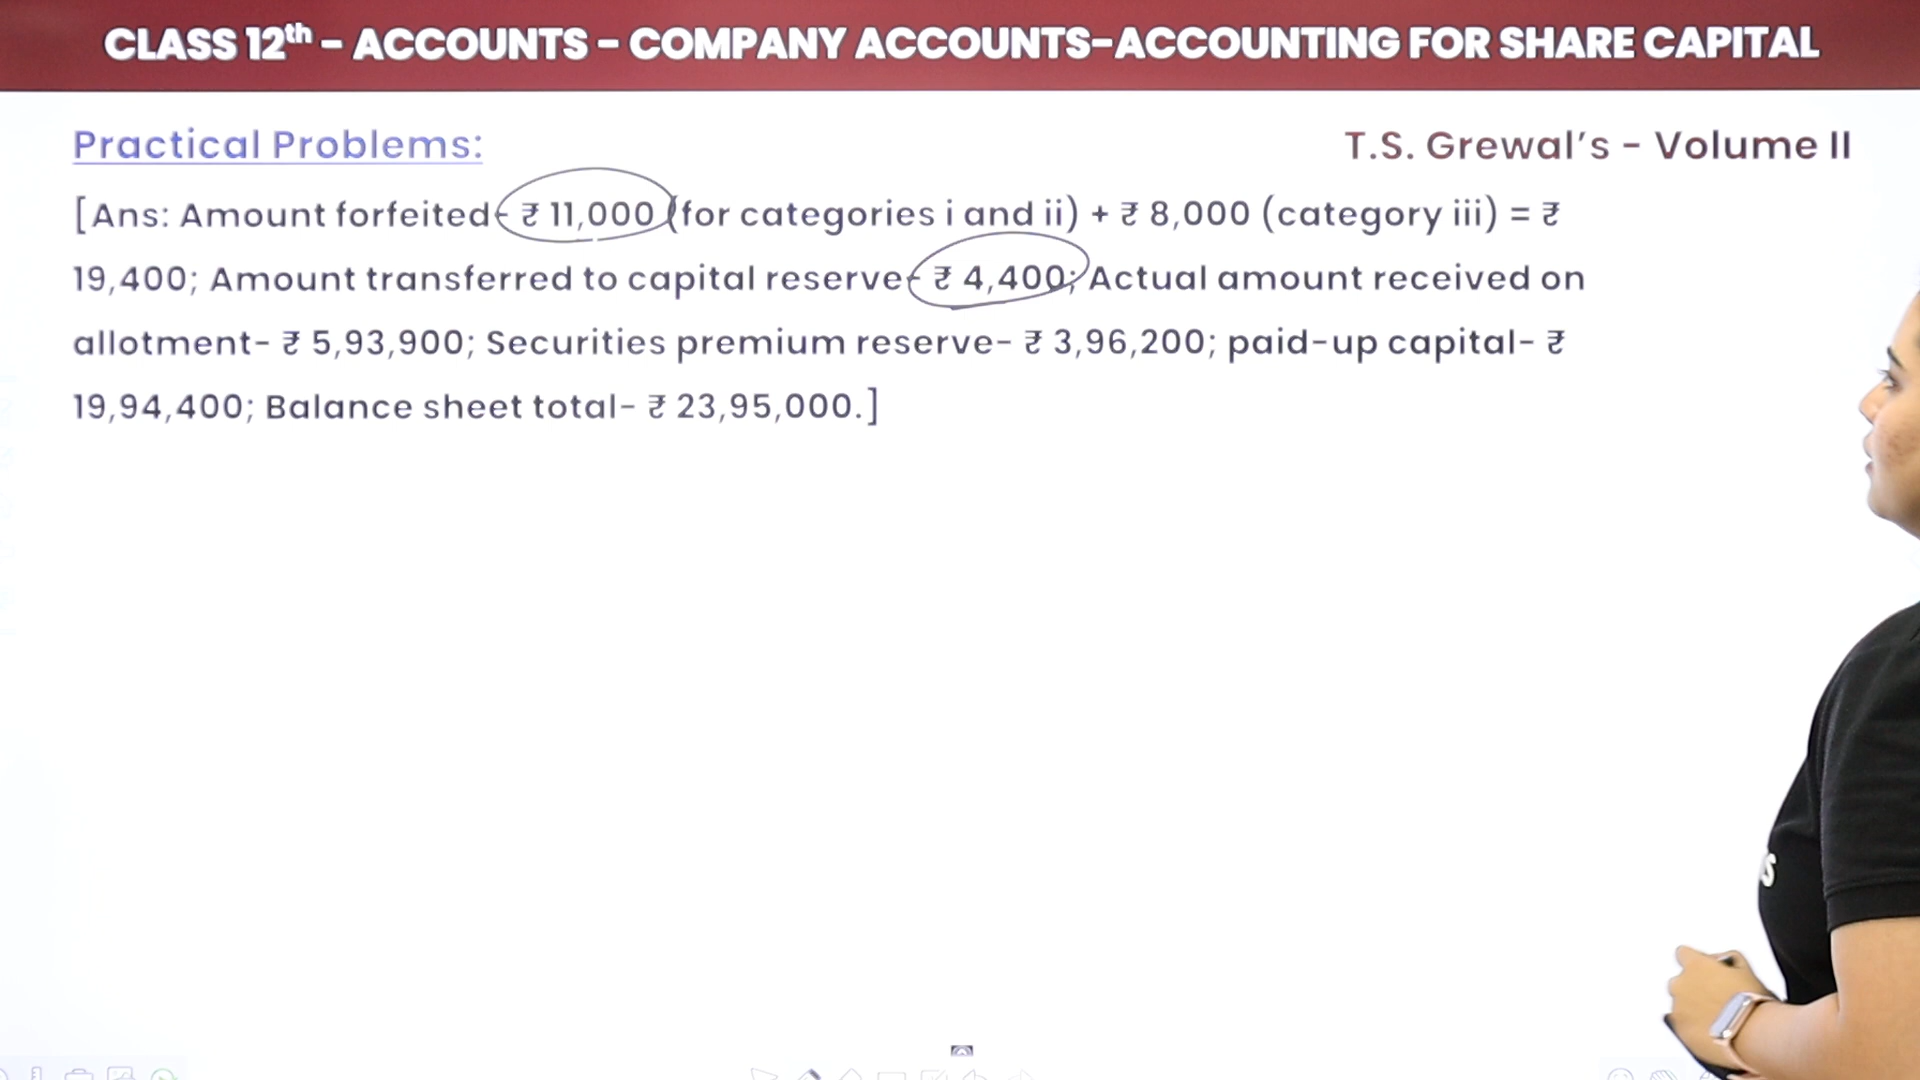 CLASS 12th – ACCOUNTS – COMPANY ACCOUNTS–ACCOUNTING FOR SHARE CAPITAL
Practical Problems:
T.S. Grewal’s – Volume II
[Ans: Amount forfeited- ₹ 11,000 (for categories i and ii) + ₹ 8,000 (category iii) = ₹
19,400; Amount transferred to capital reserve- ₹ 4,400; Actual amount received on
allotment- ₹ 5,93,900; Securities premium reserve- ₹ 3,96,200; paid-up capital- ₹
19,94,400; Balance sheet total- ₹ 23,95,000.]